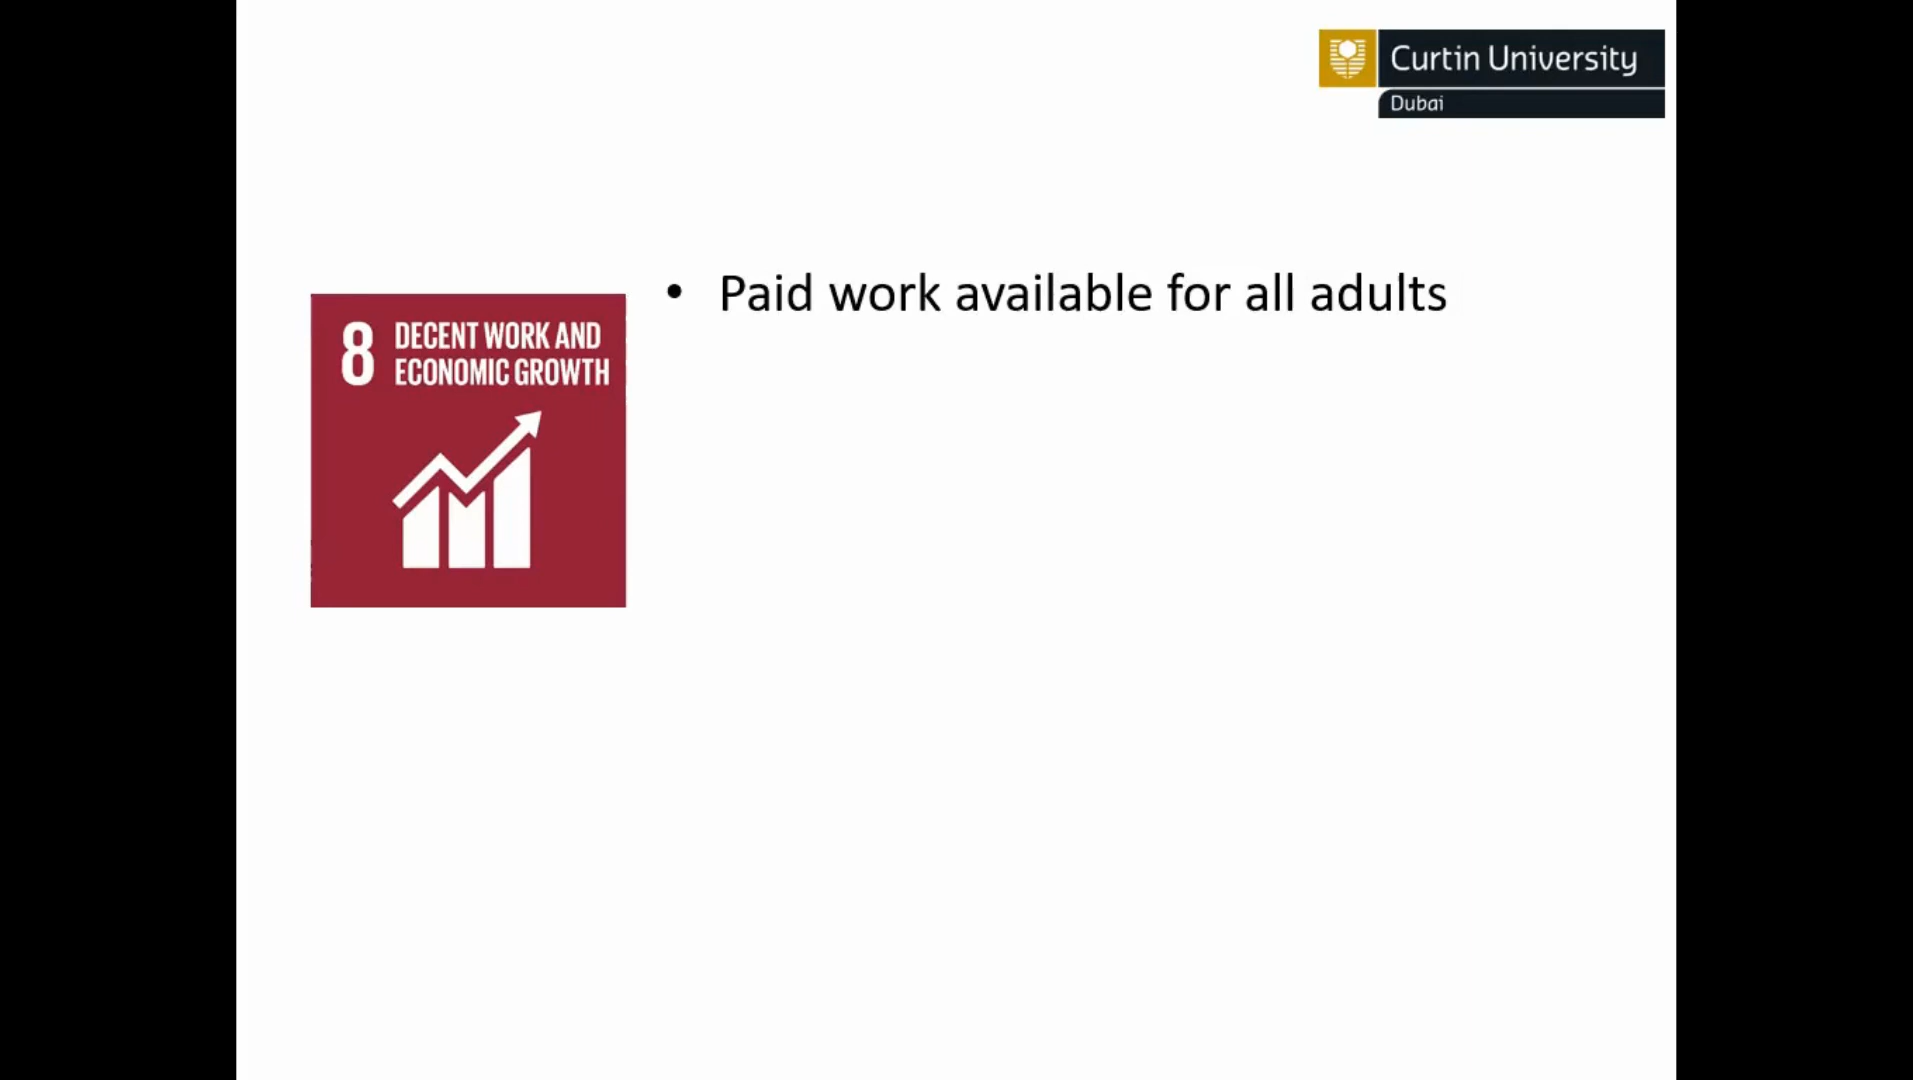 Curtin University
Dubai
• Paid work available for all adults
8 DECENT WORK AND
ECONOMIC GROWTH